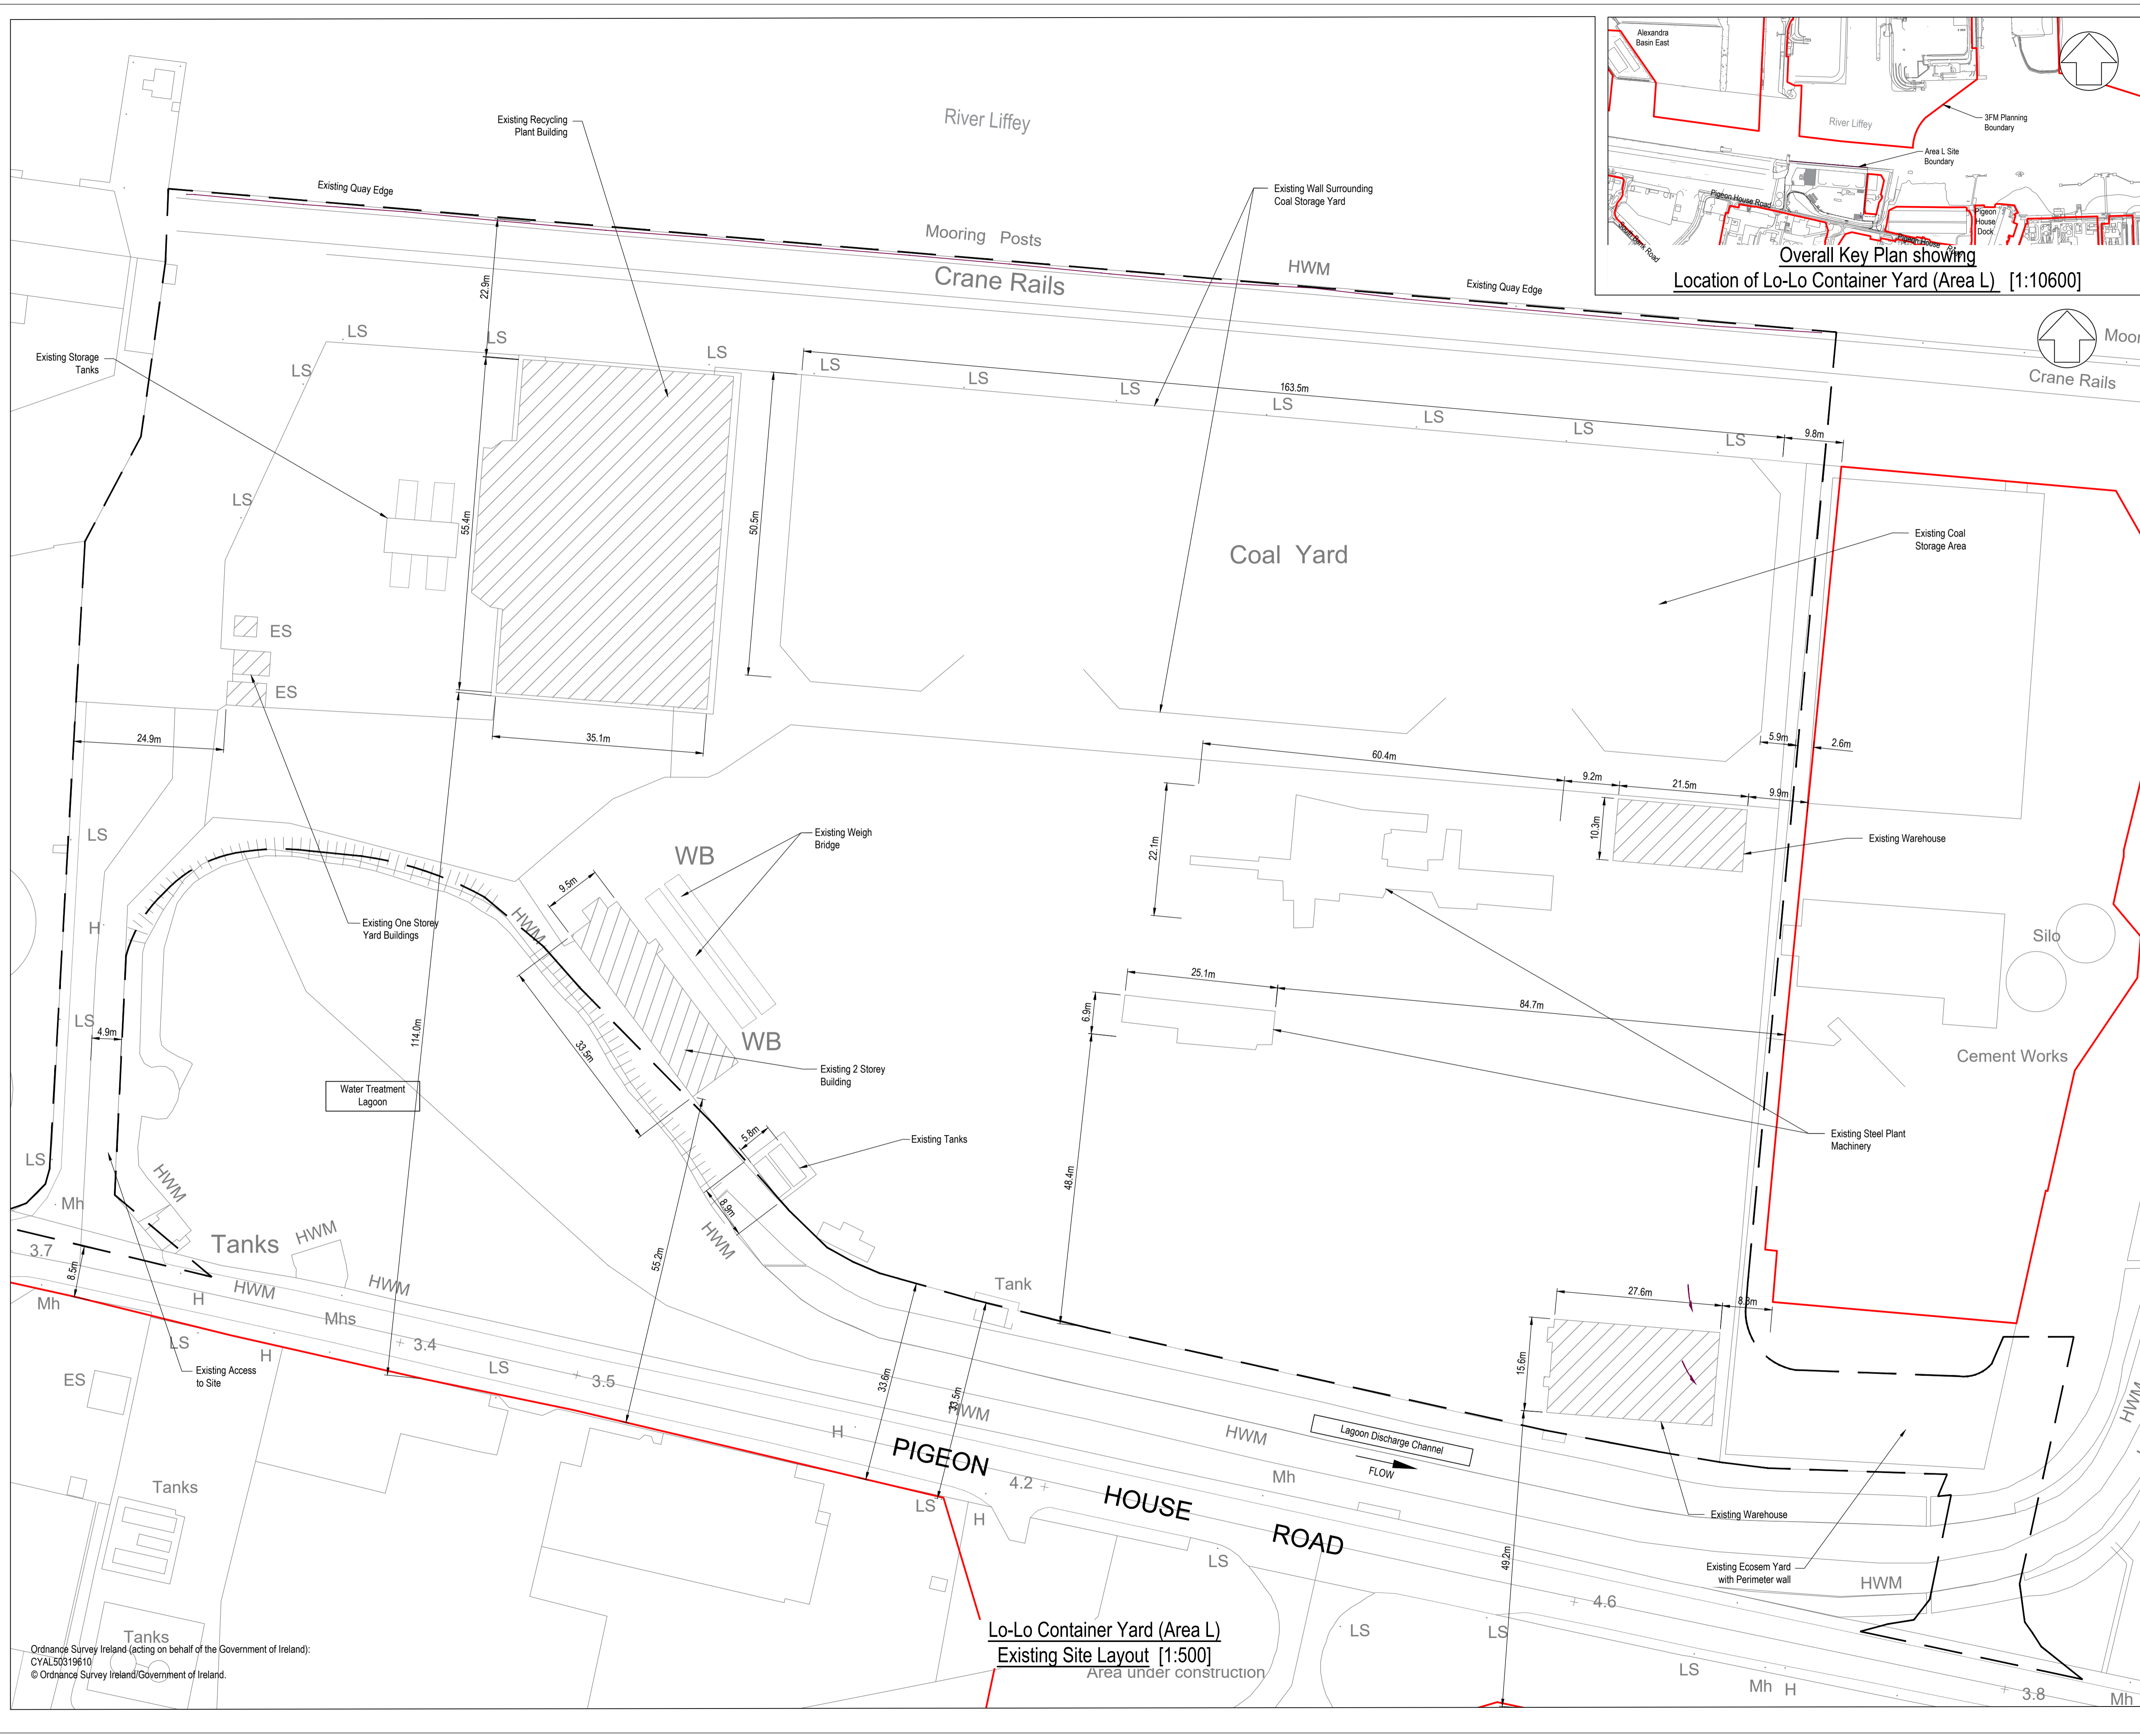 Alexandra
Basin East
River Liffey
3FM Planning
Boundary
Area L Site
Boundary
Pigeon House Road
South Bank Road
Pigeon House
Pigeon
House
Dock
Overall Key Plan showing
Location of Lo-Lo Container Yard (Area L) [1:10600]
River Liffey
Existing Recycling
Plant Building
Existing Quay Edge
Existing Wall Surrounding
Coal Storage Yard
Mooring Posts
HWM
Crane Rails
Existing Quay Edge
Crane Rails
22.9m
LS
LS
LS
LS
LS
LS
LS
LS
LS
LS
LS
LS
LS
163.5m
9.8m
Existing Storage
Tanks
55.4m
50.5m
Coal Yard
Existing Coal
Storage Area
ES
ES
24.9m
35.1m
5.9m
2.6m
60.4m
9.2m
21.5m
9.9m
10.3m
22.1m
Existing Warehouse
LS
WB
Existing Weigh
Bridge
9.5m
HWM
H
Existing One Storey
Yard Buildings
Silo
25.1m
84.7m
6.9m
LS
4.9m
114.0m
33.5m
WB
Cement Works
Water Treatment
Lagoon
Existing 2 Storey
Building
5.8m
Existing Tanks
Existing Steel Plant
Machinery
LS
HWM
48.4m
Mh
8.9m
HWM
Tanks
HWM
3.7
8.5m
55.2m
HWM
HWM
Tank
27.6m
8.3m
Mh
H
Mhs
LS
3.4
H
LS
3.5
15.6m
33.6m
33.5m
ES
Existing Access
to Site
HWM
HWM
H
PIGEON
HOUSE
ROAD
Lagoon Discharge Channel
FLOW
HWM
Mh
4.2
LS
H
Tanks
Existing Warehouse
49.2m
LS
Existing Ecosem Yard
with Perimeter wall
HWM
4.6
Lo-Lo Container Yard (Area L)
Existing Site Layout [1:500]
Area under construction
LS
LS
LS
Mh
H
3.8
Mh
Tanks
Ordnance Survey Ireland (acting on behalf of the Government of Ireland):
CYAL50319610
© Ordnance Survey Ireland/Government of Ireland.